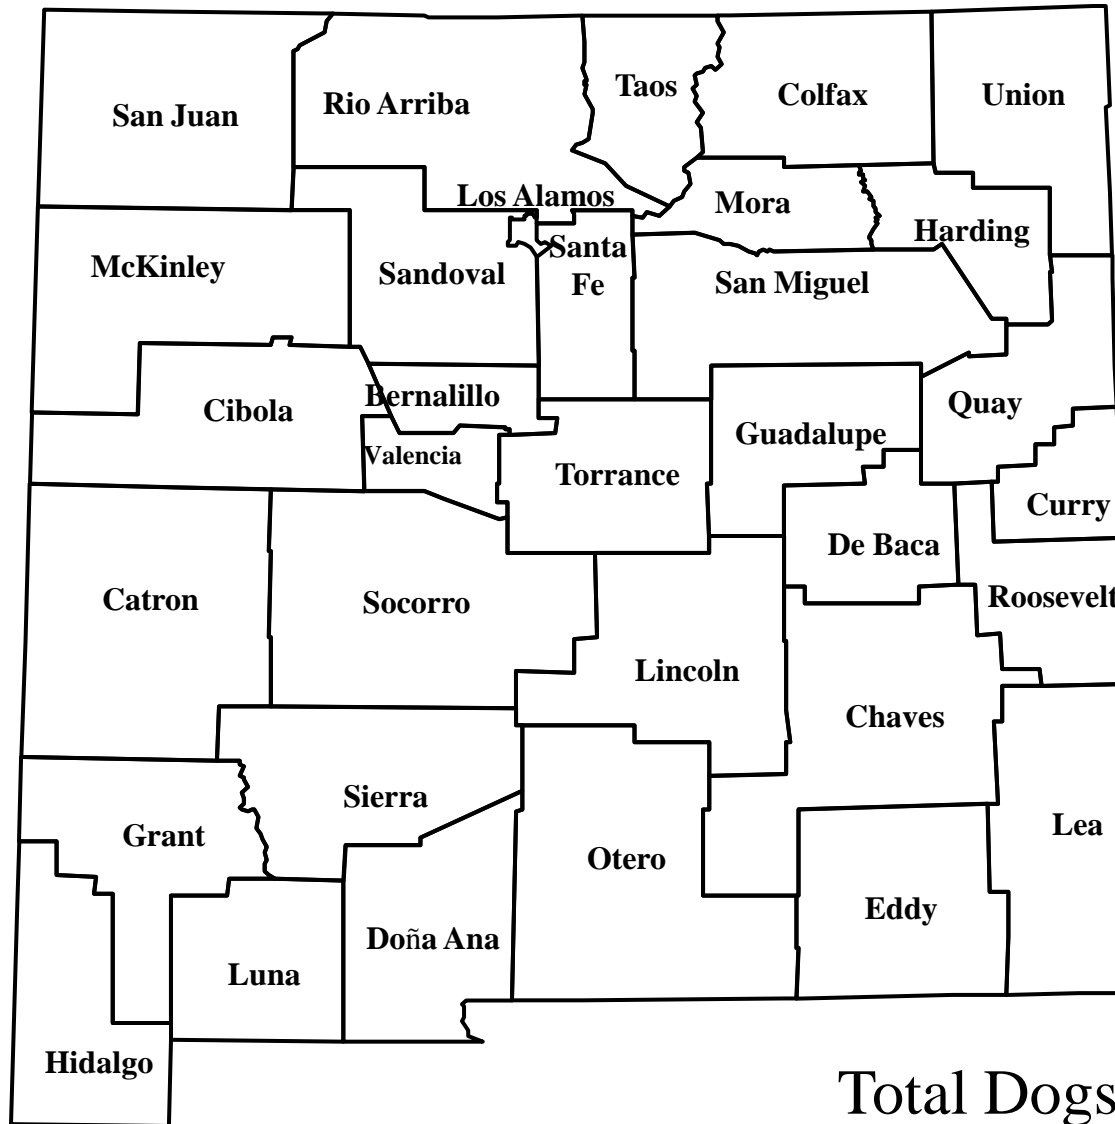 Taos
Colfax
Union
San Juan
Rio Arriba
Los Alamos
Mora
Harding
Santa
Fe
McKinley
Sandoval
San Miguel
Bernalillo
Cibola
Quay
Guadalupe
Valencia
Torrance
Curry
De Baca
Catron
Socorro
Roosevelt
Lincoln
Chaves
Sierra
Grant
Lea
Otero
Eddy
Doña Ana
Luna
Hidalgo
Total Dogs